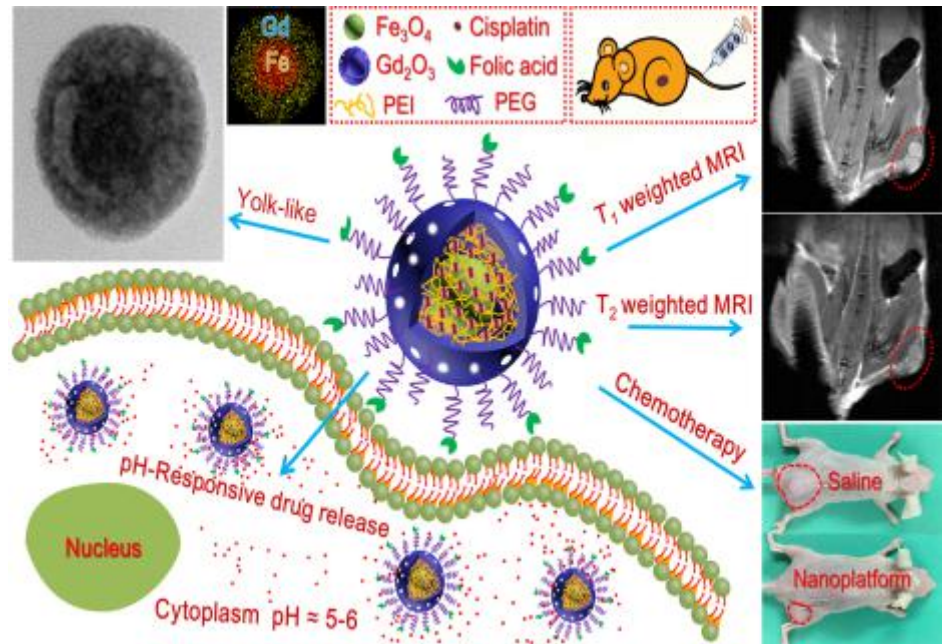 Gd
Fe
Fe₃O₄
Cisplatin
Gd₂O₃
Folic acid
PEI
PEG
Yolk-like
T₁ weighted MRI
T₂ weighted MRI
Chemotherapy
pH-Responsive drug release
Nucleus
Cytoplasm pH ≈ 5-6
Saline
Nanoplatform